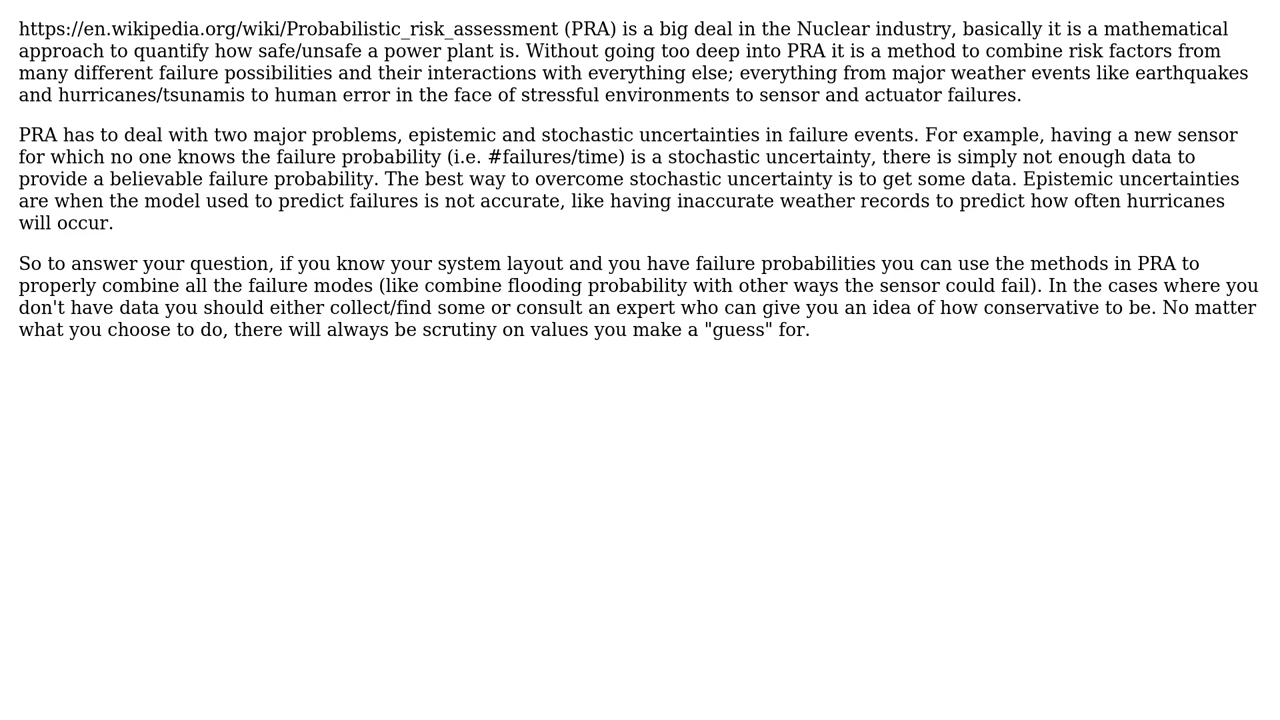 https://en.wikipedia.org/wiki/Probabilistic_risk_assessment (PRA) is a big deal in the Nuclear industry, basically it is a mathematical
approach to quantify how safe/unsafe a power plant is. Without going too deep into PRA it is a method to combine risk factors from
many different failure possibilities and their interactions with everything else; everything from major weather events like earthquakes
and hurricanes/tsunamis to human error in the face of stressful environments to sensor and actuator failures.
PRA has to deal with two major problems, epistemic and stochastic uncertainties in failure events. For example, having a new sensor
for which no one knows the failure probability (i.e. #failures/time) is a stochastic uncertainty, there is simply not enough data to
provide a believable failure probability. The best way to overcome stochastic uncertainty is to get some data. Epistemic uncertainties
are when the model used to predict failures is not accurate, like having inaccurate weather records to predict how often hurricanes
will occur.
So to answer your question, if you know your system layout and you have failure probabilities you can use the methods in PRA to
properly combine all the failure modes (like combine flooding probability with other ways the sensor could fail). In the cases where you
don't have data you should either collect/find some or consult an expert who can give you an idea of how conservative to be. No matter
what you choose to do, there will always be scrutiny on values you make a "guess" for.